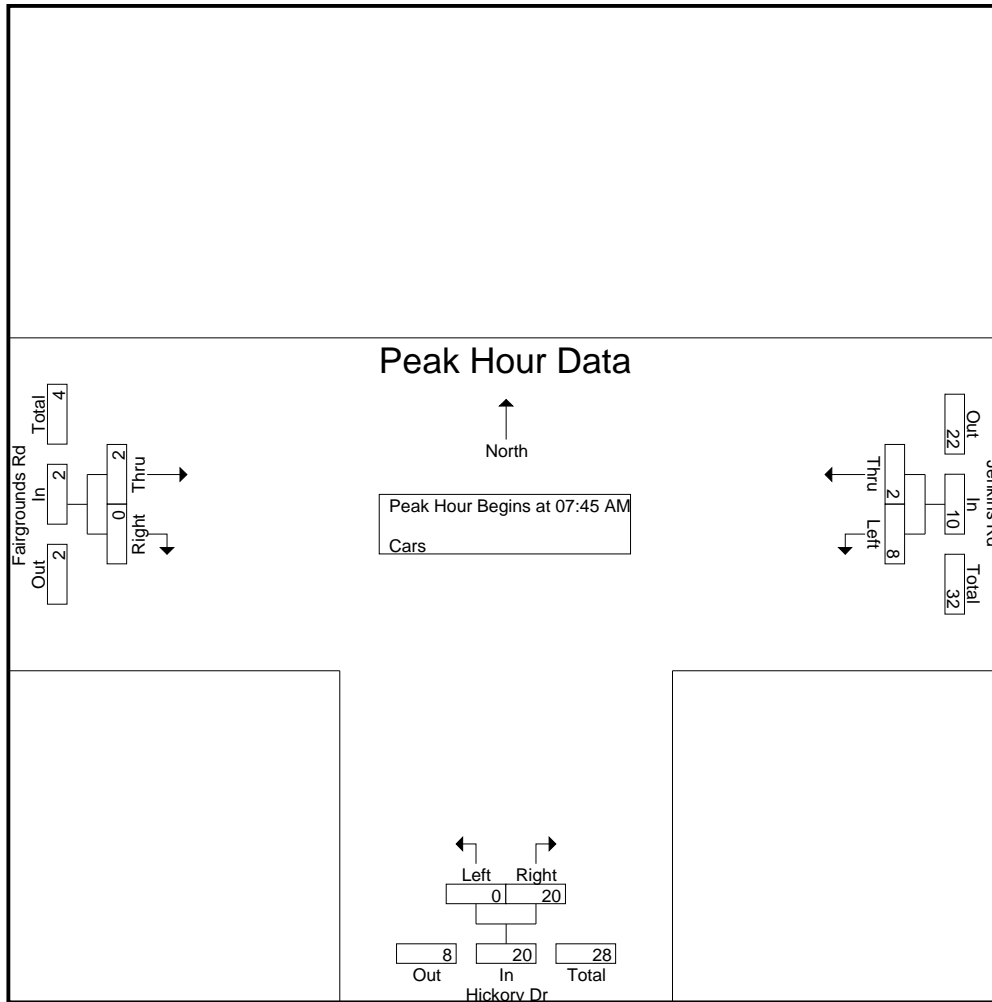 Peak Hour Data
North
Peak Hour Begins at 07:45 AM
Cars
Fairgrounds Rd
Total
4
In
2
Out
2
Thru
2
Right
0
Jenkins Rd
Out
22
In
10
Total
32
Thru
2
Left
8
Left
0
Right
20
Out
8
In
20
Total
28
Hickory Dr